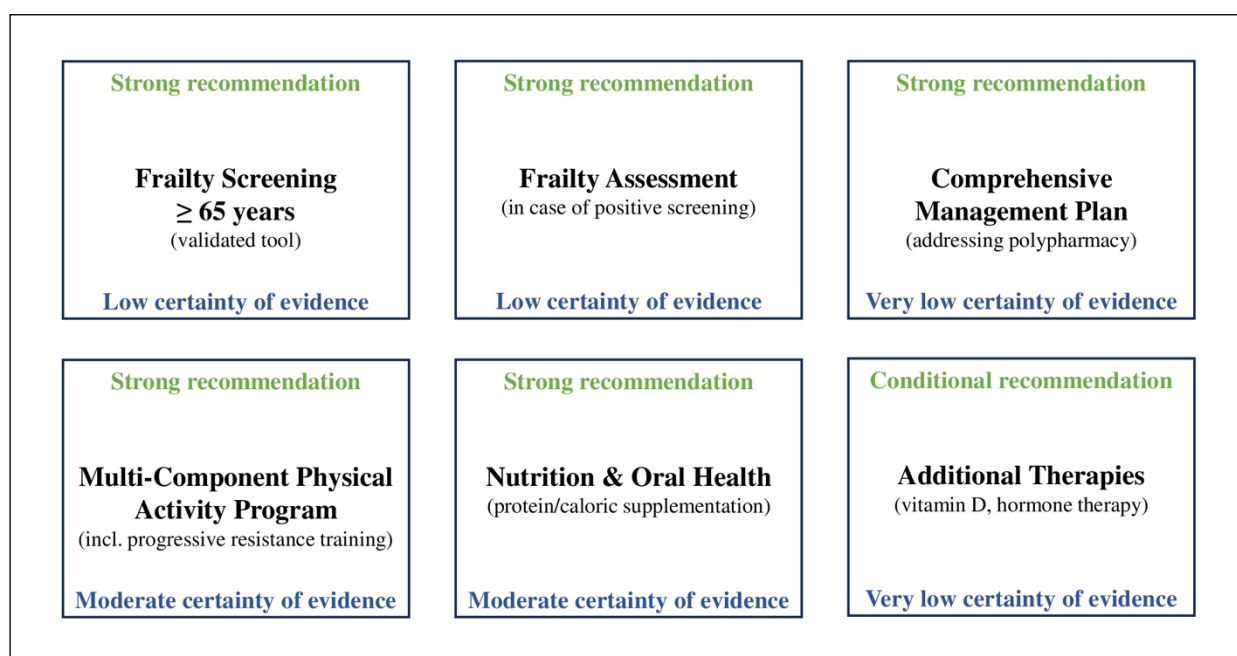 Strong recommendation
Frailty Screening
≥ 65 years
(validated tool)
Low certainty of evidence
Strong recommendation
Frailty Assessment
(in case of positive screening)
Low certainty of evidence
Strong recommendation
Comprehensive
Management Plan
(addressing polypharmacy)
Very low certainty of evidence
Strong recommendation
Multi-Component Physical
Activity Program
(incl. progressive resistance training)
Moderate certainty of evidence
Strong recommendation
Nutrition & Oral Health
(protein/caloric supplementation)
Moderate certainty of evidence
Conditional recommendation
Additional Therapies
(vitamin D, hormone therapy)
Very low certainty of evidence